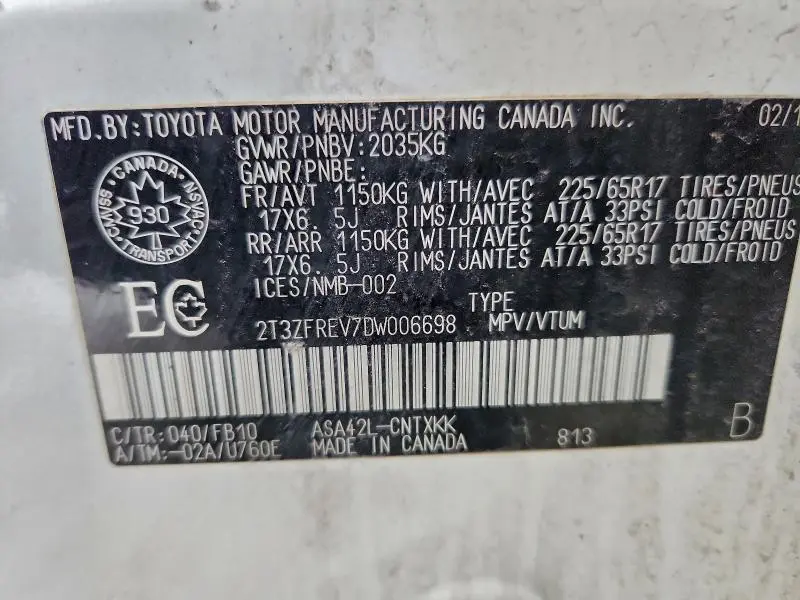 MFD.BY:TOYOTA MOTOR MANUFACTURING CANADA INC. 02/1
GVWR/PNBV:2035KG
GAWR/PNBE:
FR/AVT 1150KG WITH/AVEC 225/65R17 TIRES/PNEUS
17X6. 5J RIMS/JANTES AT/A 33PSI COLD/FROID
RR/ARR 1150KG WITH/AVEC 225/65R17 TIRES/PNEUS
17X6. 5J RIMS/JANTES AT/A 33PSI COLD/FROID
ICES/NMB-002
CANADA
CMVSS
NSVAC
930
TRANSPORT
EC
TYPE
2T3ZFREV7DW006698 MPV/VTUM
C/TR:040/FB10 ASA42L-CNTXKK
A/TM:-02A/U760E MADE IN CANADA 813 B